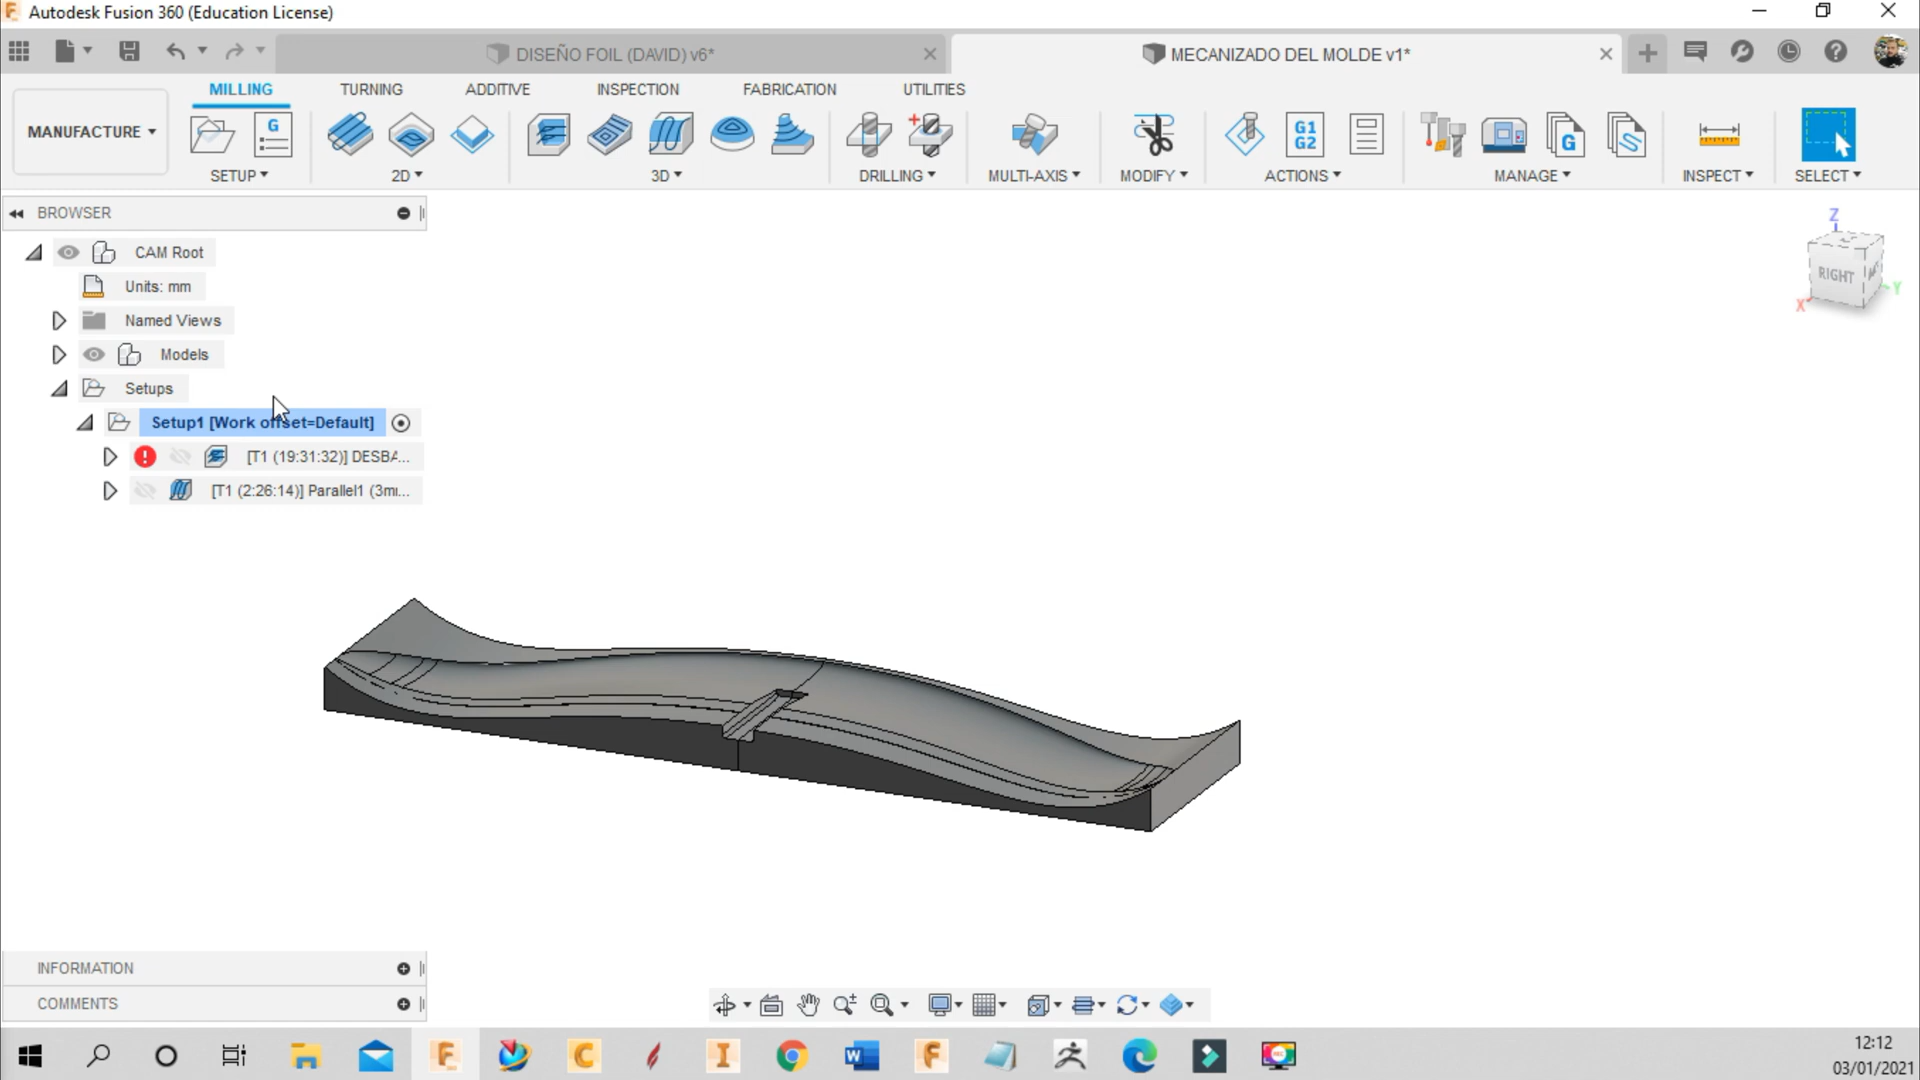 Autodesk Fusion 360 (Education License)
DISEÑO FOIL (DAVID) v6*
MECANIZADO DEL MOLDE v1*
MILLING TURNING ADDITIVE INSPECTION FABRICATION UTILITIES
MANUFACTURE
G
G1
G2
G
SETUP 2D 3D DRILLING MULTI-AXIS MODIFY ACTIONS MANAGE INSPECT SELECT
BROWSER
CAM Root
Units: mm
Named Views
Models
Setups
Setup1 [Work offset=Default]
[T1 (19:31:32)] DESBA...
[T1 (2:26:14)] Parallel1 (3m...
Z
RIGHT
X
Y
INFORMATION
COMMENTS
12:12
03/01/2021